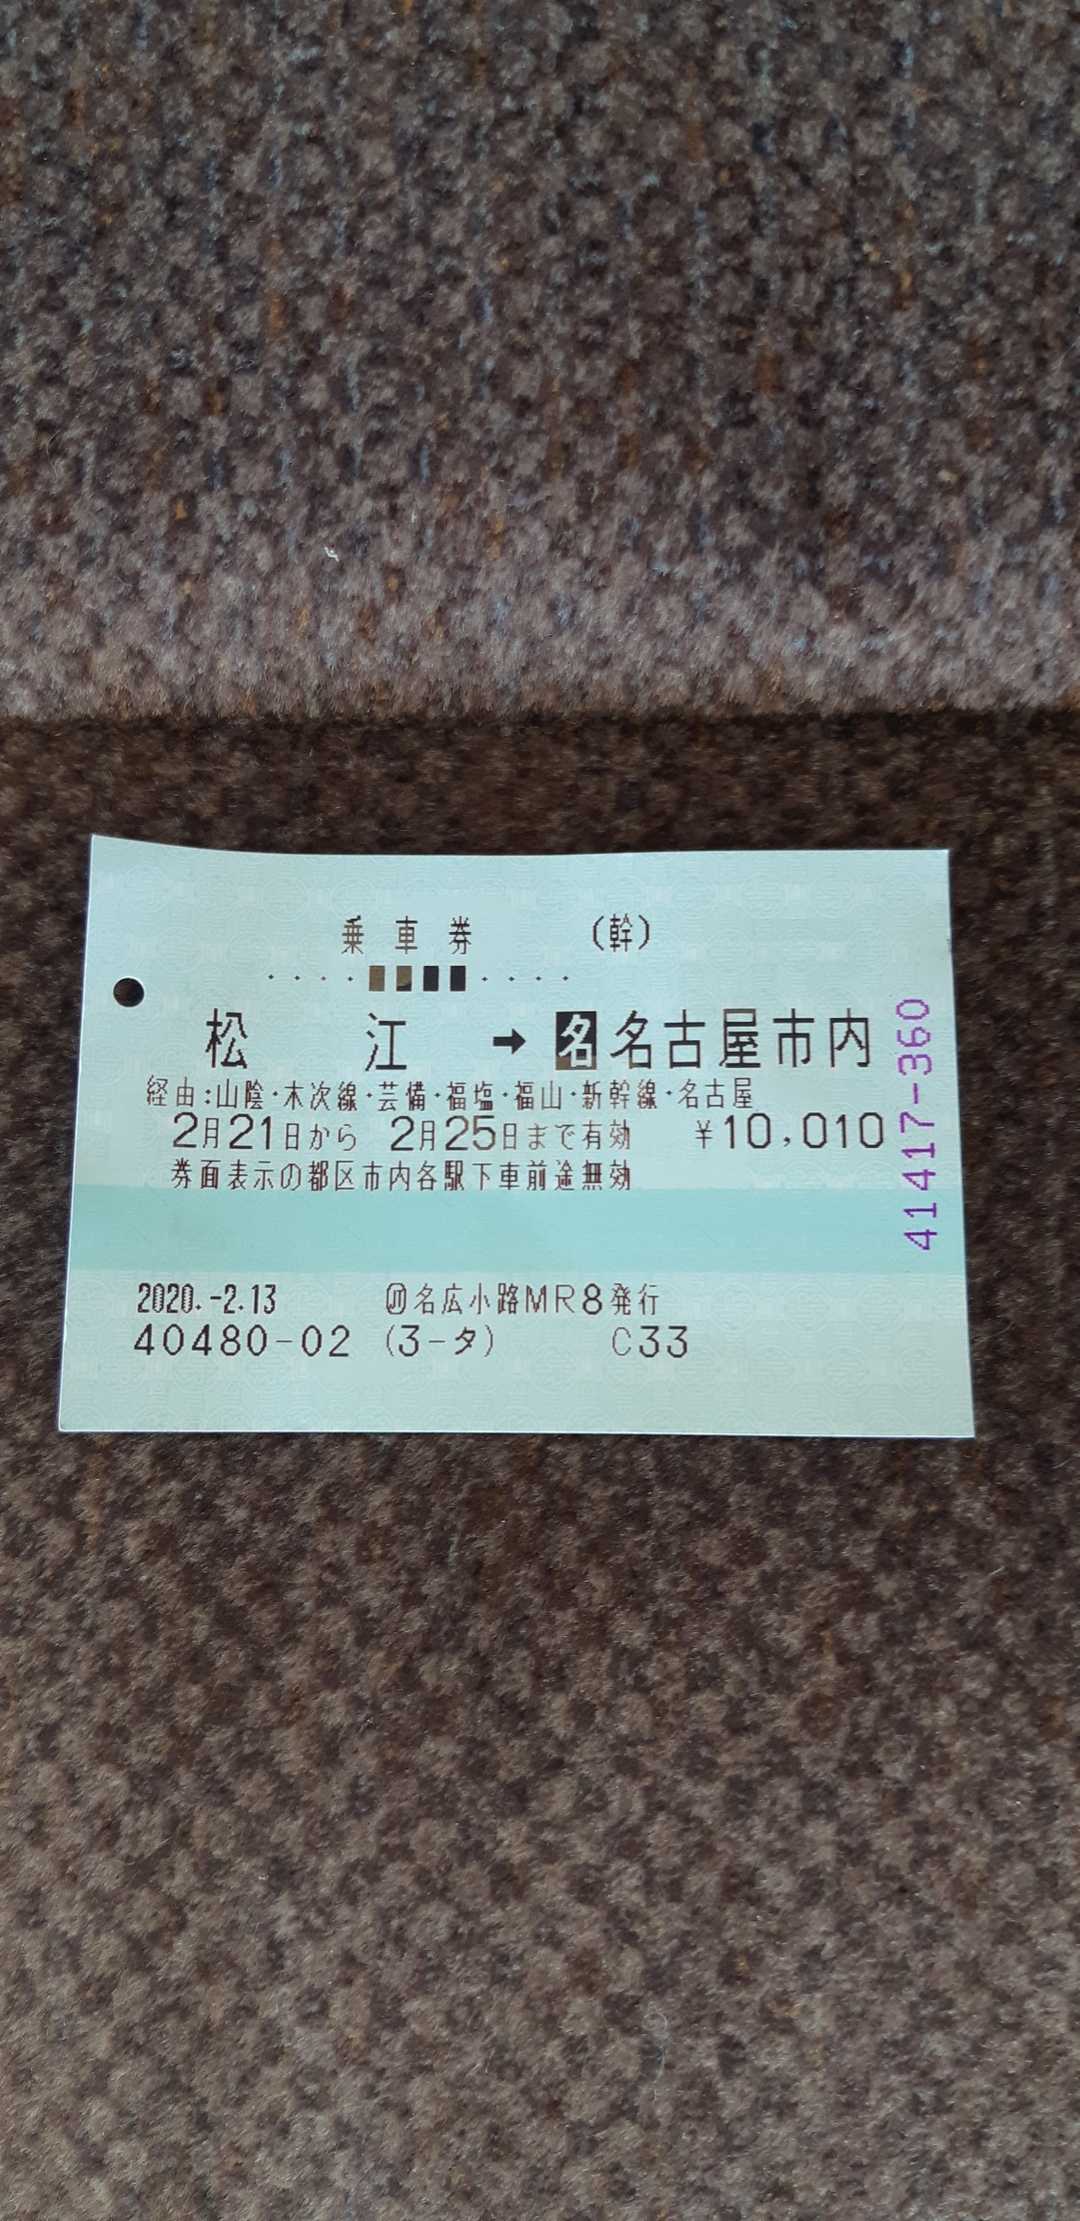 乗車券 (幹)
松江 → 名 名古屋市内
経由:山陰・木次線・芸備・福塩・福山・新幹線・名古屋
2月21日から 2月25日まで有効 ¥10,010
券面表示の都区市内各駅下車前途無効
2020.-2.13 名広小路MR8発行
40480-02 (3-タ) C33
41417-360